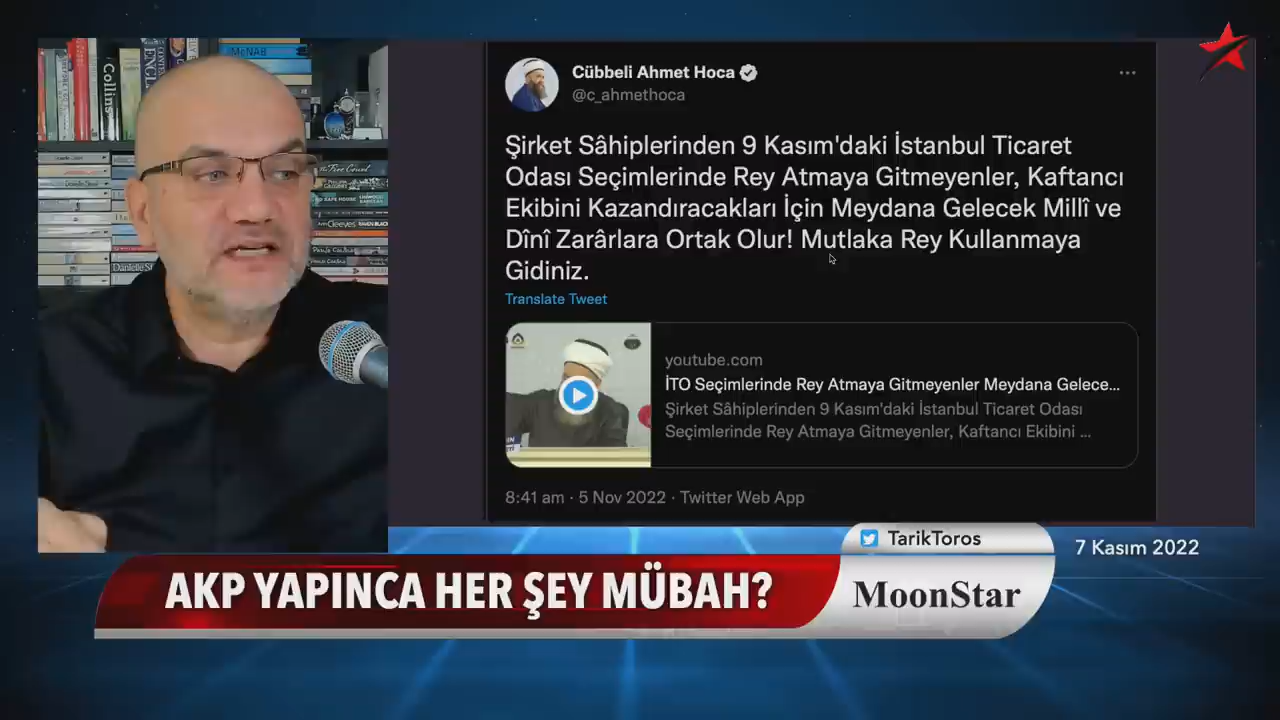 McNAB
Collins
Cübbeli Ahmet Hoca
@c_ahmethoca
Şirket Sâhiplerinden 9 Kasım'daki İstanbul Ticaret
Odası Seçimlerinde Rey Atmaya Gitmeyenler, Kaftancı
Ekibini Kazandıracakları İçin Meydana Gelecek Millî ve
Dînî Zarârlara Ortak Olur! Mutlaka Rey Kullanmaya
Gidiniz.
Translate Tweet
youtube.com
İTO Seçimlerinde Rey Atmaya Gitmeyenler Meydana Gelece...
Şirket Sâhiplerinden 9 Kasım'daki İstanbul Ticaret Odası
Seçimlerinde Rey Atmaya Gitmeyenler, Kaftancı Ekibini ...
8:41 am · 5 Nov 2022 · Twitter Web App
TarikToros
7 Kasım 2022
AKP YAPINCA HER ŞEY MÜBAH?
MoonStar